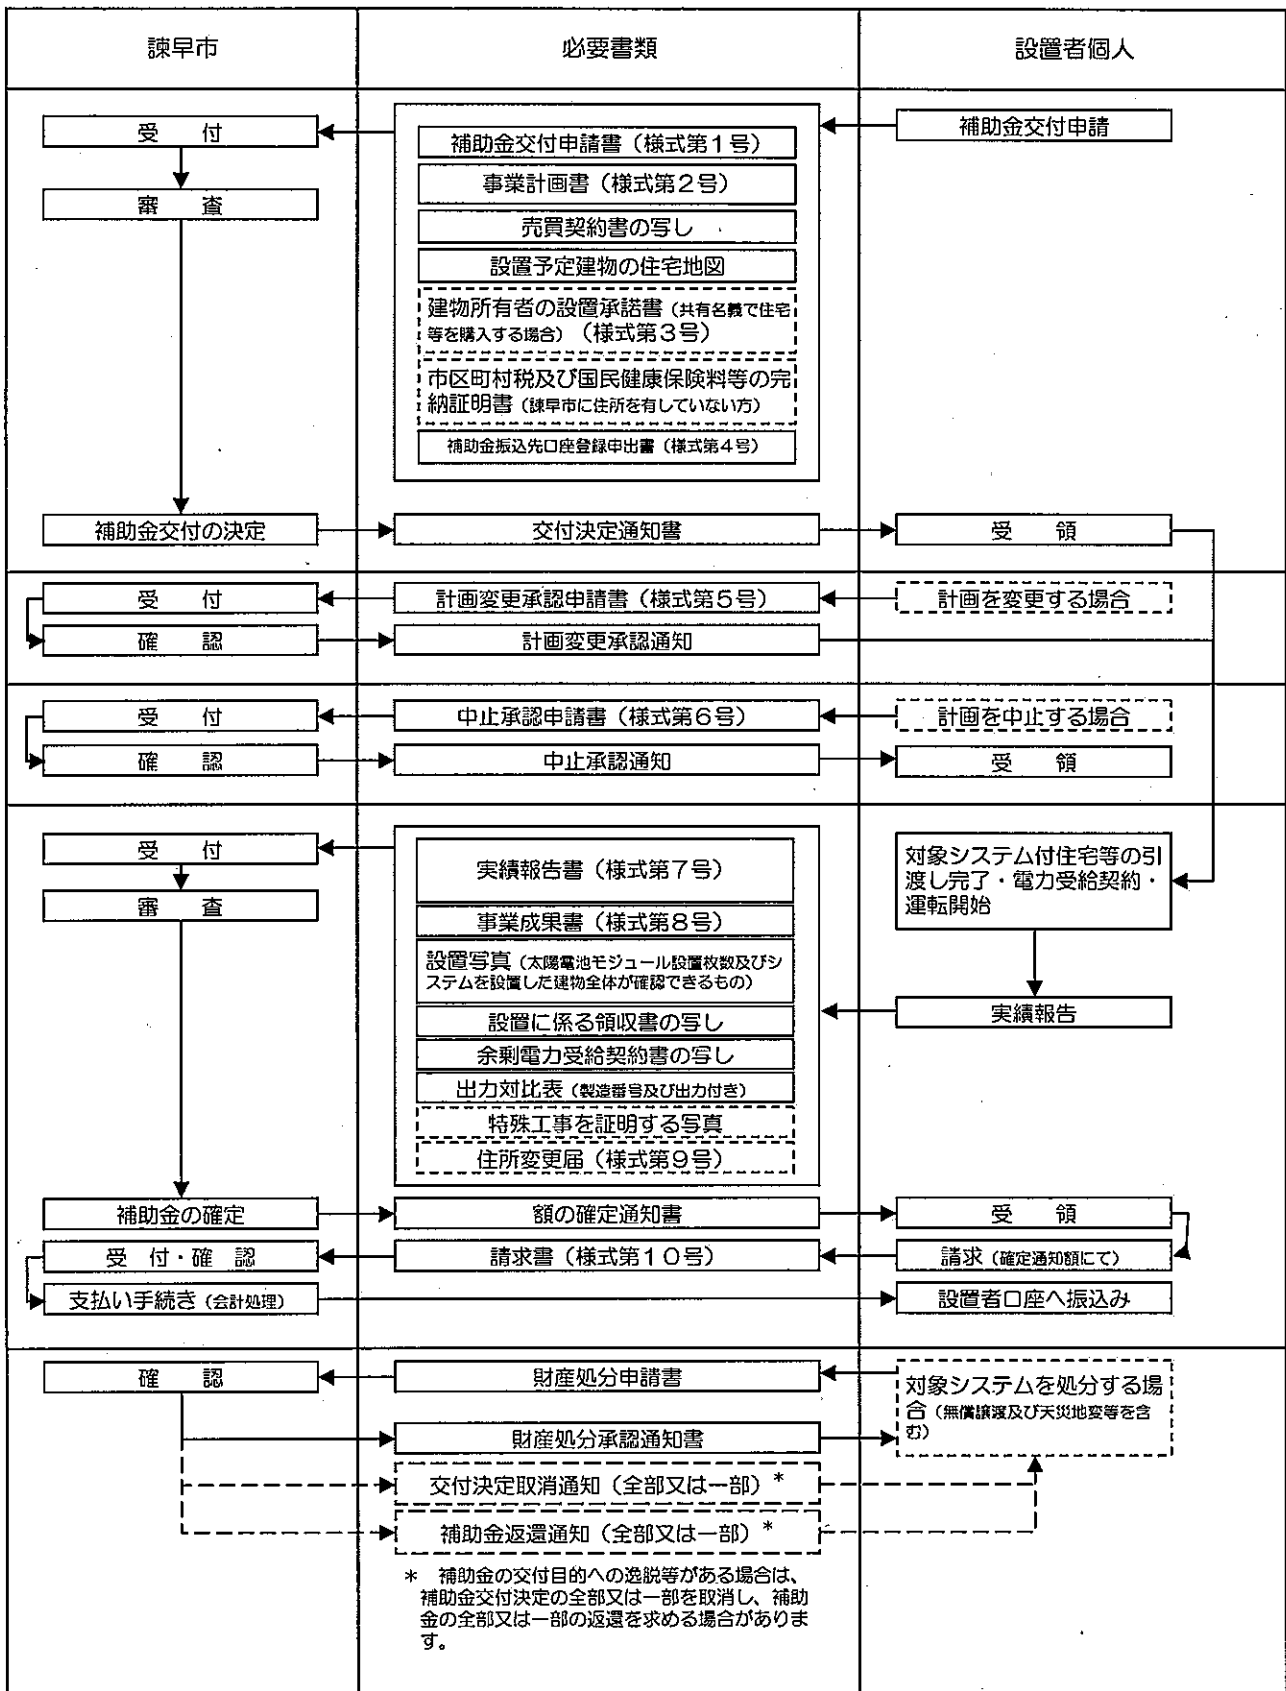 諫早市
必要書類
設置者個人
受　付
補助金交付申請
補助金交付申請書（様式第１号）
事業計画書（様式第２号）
審　査
売買契約書の写し
設置予定建物の住宅地図
建物所有者の設置承諾書（共有名義で住宅
等を購入する場合）（様式第３号）
市区町村税及び国民健康保険料等の完
納証明書（諫早市に住所を有していない方）
補助金振込先口座登録申出書（様式第４号）
補助金交付の決定
交付決定通知書
受　領
受　付
計画変更承認申請書（様式第５号）
計画を変更する場合
確　認
計画変更承認通知
受　付
中止承認申請書（様式第６号）
計画を中止する場合
確　認
中止承認通知
受　領
受　付
審　査
実績報告書（様式第７号）
事業成果書（様式第８号）
設置写真（太陽電池モジュール設置枚数及びシ
ステムを設置した建物全体が確認できるもの）
設置に係る領収書の写し
余剰電力受給契約書の写し
出力対比表（製造番号及び出力付き）
特殊工事を証明する写真
住所変更届（様式第９号）
対象システム付住宅等の引
渡し完了・電力受給契約・
運転開始
実績報告
補助金の確定
額の確定通知書
受　領
受　付・確　認
請求書（様式第１０号）
請求（確定通知額にて）
支払い手続き（会計処理）
設置者口座へ振込み
確　認
財産処分申請書
対象システムを処分する場
合（無償譲渡及び天災地変等を含
む）
財産処分承認通知書
交付決定取消通知（全部又は一部）*
補助金返還通知（全部又は一部）*
*　補助金の交付目的への逸脱等がある場合は、
補助金交付決定の全部又は一部を取消し、補助
金の全部又は一部の返還を求める場合がありま
す。